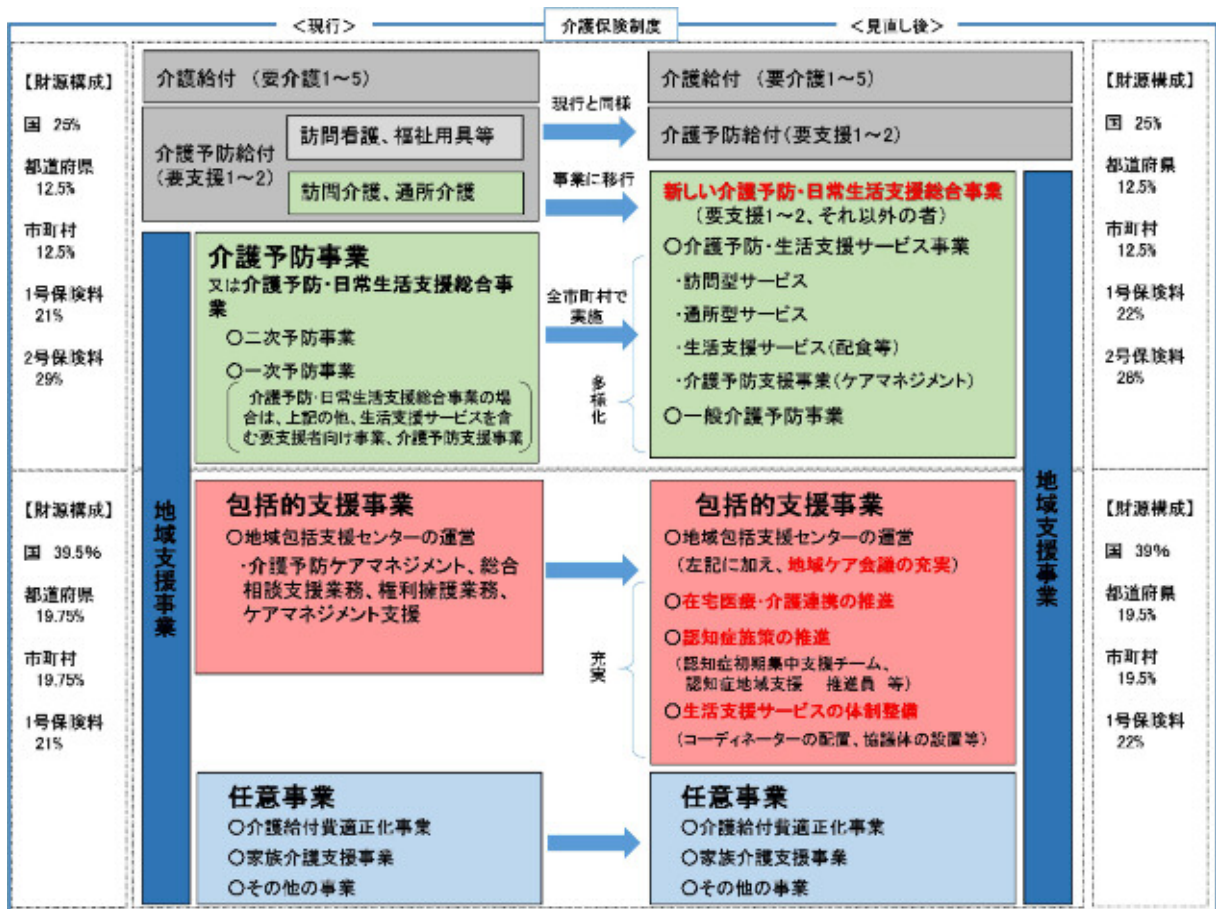 ＜現行＞
介護保険制度
＜見直し後＞
【財源構成】
国 25%
都道府県
12.5%
市町村
12.5%
1号保険料
21%
2号保険料
29%
介護給付 （要介護1～5）
介護予防給付
（要支援1～2）
訪問看護、福祉用具等
訪問介護、通所介護
現行と同様
事業に移行
全市町村で
実施
多様化
介護予防事業
又は介護予防・日常生活支援総合事
業
○二次予防事業
○一次予防事業
介護予防・日常生活支援総合事業の場
合は、上記の他、生活支援サービスを含
む要支援者向け事業、介護予防支援事業
介護給付 （要介護1～5）
介護予防給付（要支援1～2）
新しい介護予防・日常生活支援総合事業
（要支援1～2、それ以外の者）
○介護予防・生活支援サービス事業
・訪問型サービス
・通所型サービス
・生活支援サービス（配食等）
・介護予防支援事業（ケアマネジメント）
○一般介護予防事業
【財源構成】
国 25%
都道府県
12.5%
市町村
12.5%
1号保険料
22%
2号保険料
28%
【財源構成】
国 39.5%
都道府県
19.75%
市町村
19.75%
1号保険料
21%
地域支援事業
包括的支援事業
○地域包括支援センターの運営
・介護予防ケアマネジメント、総合
相談支援業務、権利擁護業務、
ケアマネジメント支援
充実
包括的支援事業
○地域包括支援センターの運営
（左記に加え、地域ケア会議の充実）
○在宅医療・介護連携の推進
○認知症施策の推進
（認知症初期集中支援チーム、
認知症地域支援 推進員 等）
○生活支援サービスの体制整備
（コーディネーターの配置、協議体の設置等）
地域支援事業
【財源構成】
国 39%
都道府県
19.5%
市町村
19.5%
1号保険料
22%
任意事業
○介護給付費適正化事業
○家族介護支援事業
○その他の事業
任意事業
○介護給付費適正化事業
○家族介護支援事業
○その他の事業